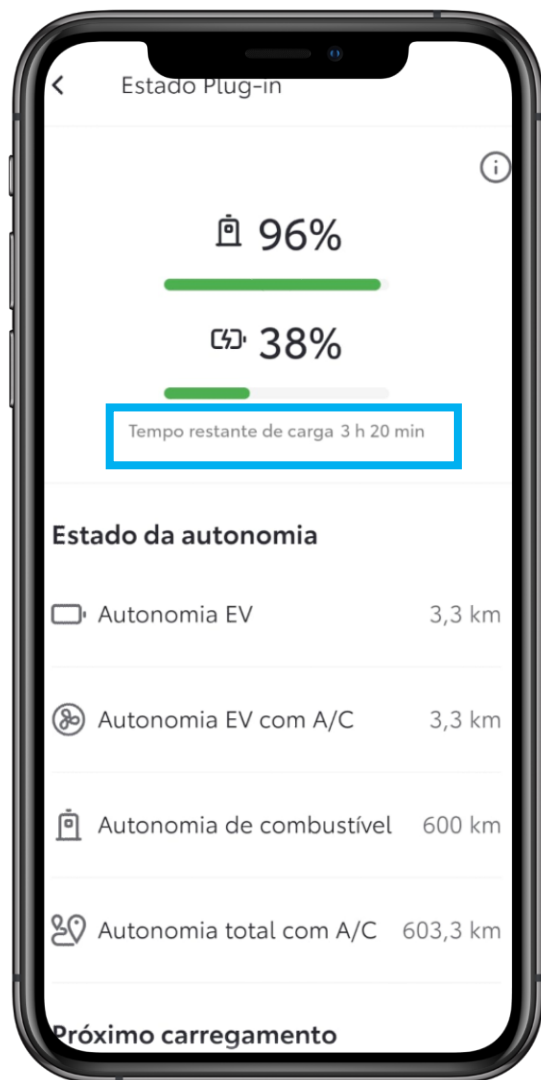 Estado Plug-in
96%
38%
Tempo restante de carga 3 h 20 min
Estado da autonomia
Autonomia EV 3,3 km
Autonomia EV com A/C 3,3 km
Autonomia de combustível 600 km
Autonomia total com A/C 603,3 km
Próximo carregamento